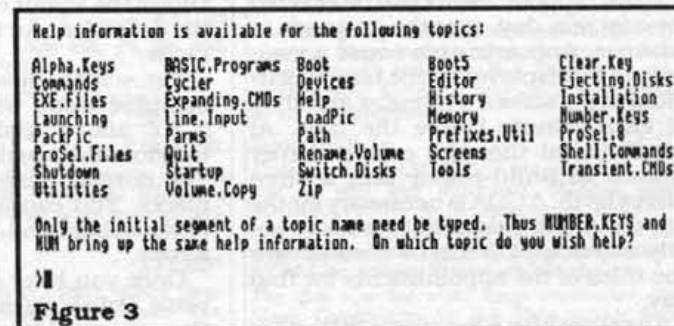 Help information is available for the following topics:
Alpha.Keys BASIC.Programs Boot Boot5 Clear.Key
Commands Cycler Devices Editor Ejecting.Disks
EXE.Files Expanding.CMDs Help History Installation
Launching Line.Input LoadPic Memory Number.Keys
PackPic Parms Path Prefixes.Util ProSel.8
ProSel.Files Quit Rename.Volume Screens Shell.Commands
Shutdown Startup Switch.Disks Tools Transient.CMDs
Utilities Volume.Copy Zip
Only the initial segment of a topic name need be typed. Thus NUMBER.KEYS and
NUM bring up the same help information. On which topic do you wish help?
)
Figure 3